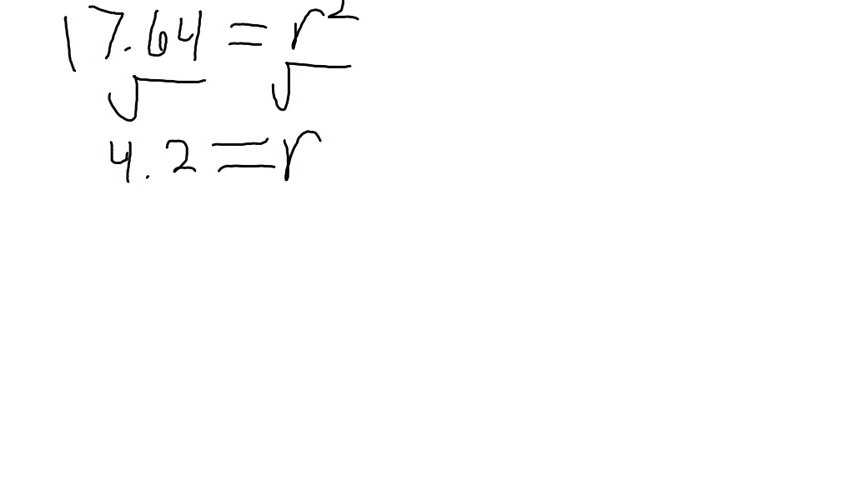 17.64 = r²
√ √
4.2 = r